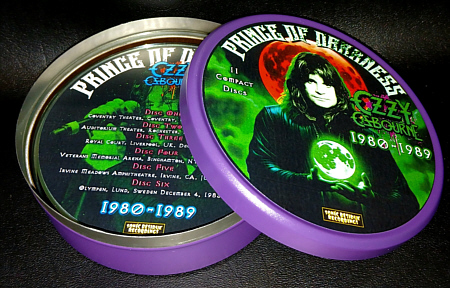 PRINCE OF DARKNESS
OZZY
OSBOURNE
Disc One
Coventry Theater, Coventry,
Disc Two
Auditorium Theater, Rochester,
Disc Three
Royal Court, Liverpool, UK,
Disc Four
Veterans Memorial Arena, Binghamton, NY
Disc Five
Irvine Meadows Amphitheatre, Irvine, CA,
Disc Six
Olympen, Lund, Sweden December 4, 198
1980-1989
PRINCE OF DARKNESS
11
Compact
Discs
OZZY
OSBOURNE
1980-1989
RECORDINGS